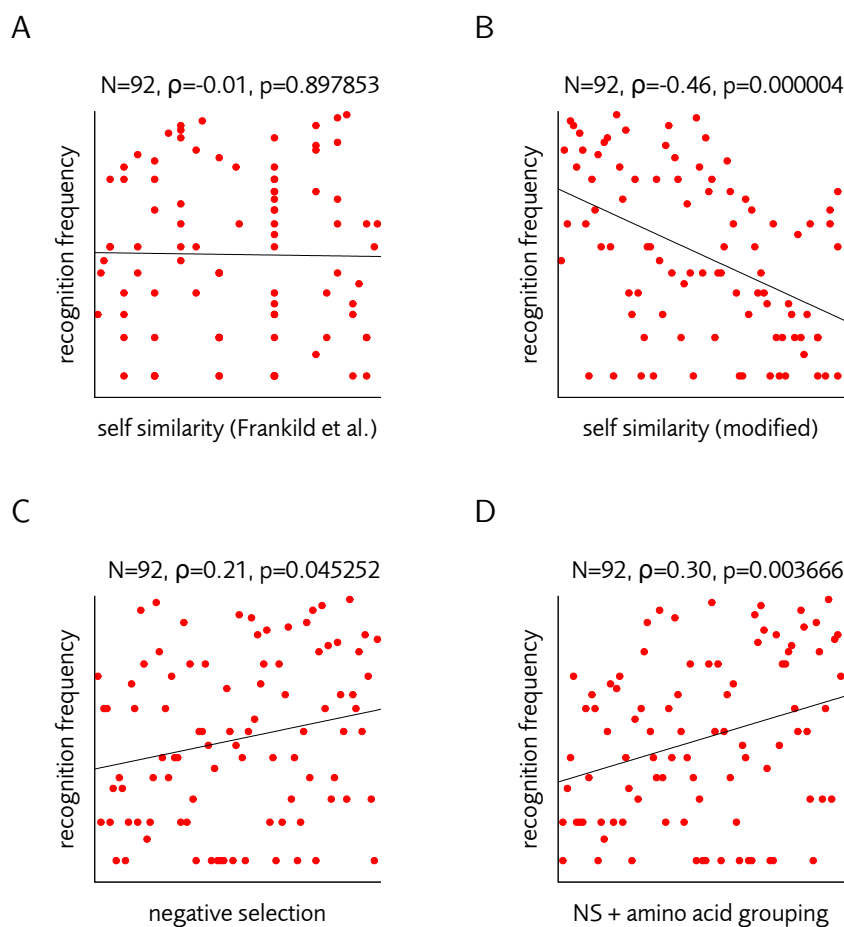 A
N=92, ρ=-0.01, p=0.897853
recognition frequency
self similarity (Frankild et al.)
B
N=92, ρ=-0.46, p=0.000004
recognition frequency
self similarity (modified)
C
N=92, ρ=0.21, p=0.045252
recognition frequency
negative selection
D
N=92, ρ=0.30, p=0.003666
recognition frequency
NS + amino acid grouping